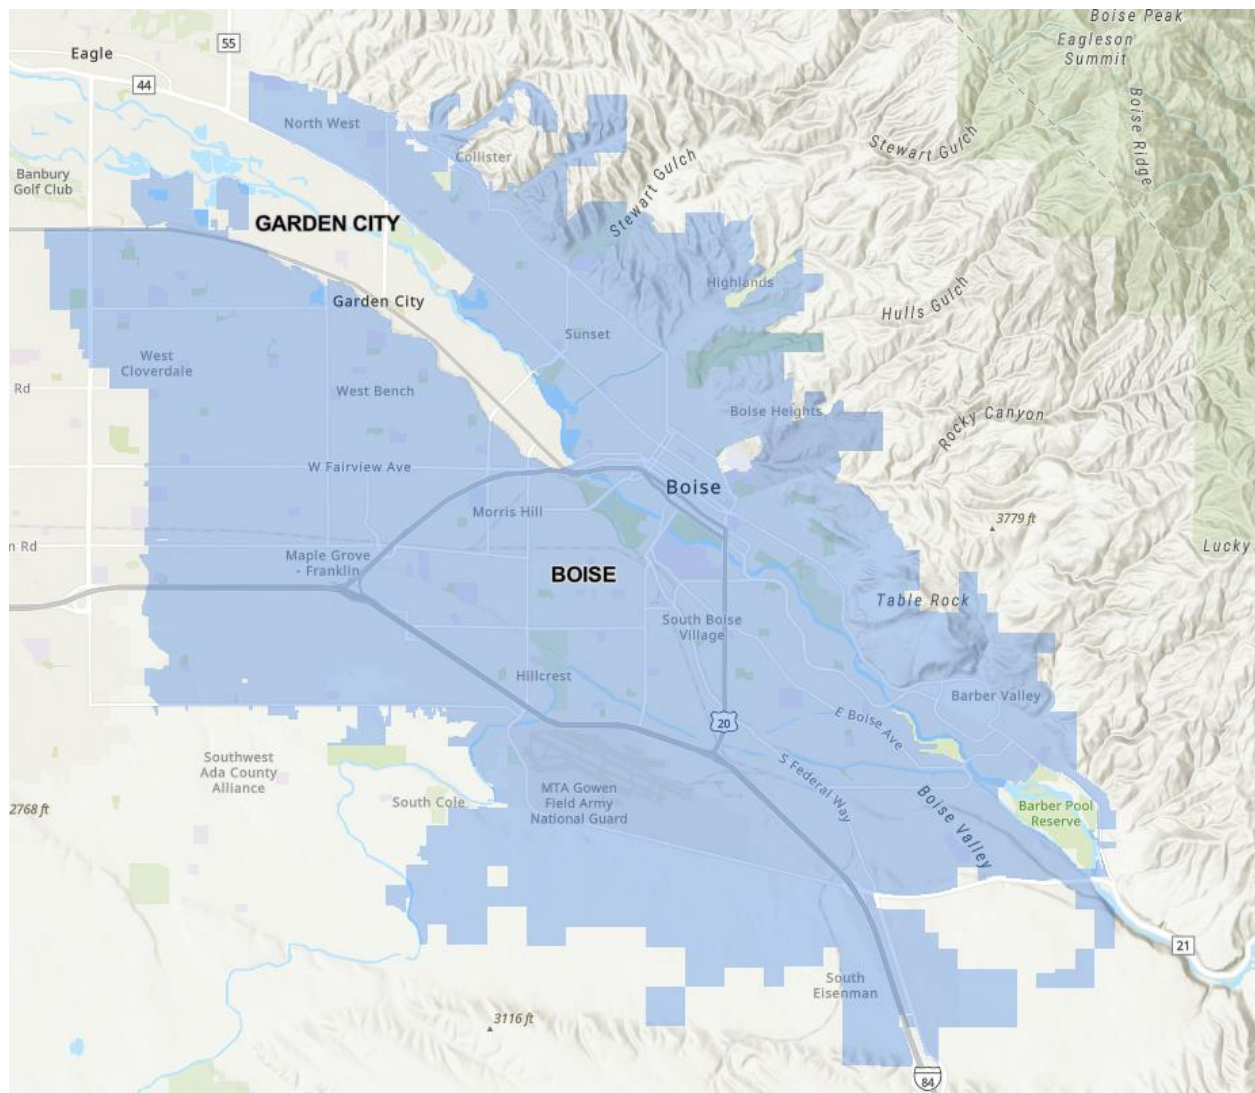 Boise Peak
55
Eagleson
Summit
Eagle
44
North West
Boise Ridge
Stewart Gulch
Collister
Banbury
Golf Club
Stewart Gulch
GARDEN CITY
Highlands
Garden City
Hulls Gulch
Sunset
West
Cloverdale
Rd
West Bench
Boise Heights
Rocky Canyon
W Fairview Ave
Boise
Morris Hill
3779 ft
n Rd
Lucky
Maple Grove
- Franklin
BOISE
Table Rock
South Boise
Village
Hillcrest
Barber Valley
20
E Boise Ave
Southwest
Ada County
Alliance
S Federal Way
MTA Gowen
Field Army
National Guard
South Cole
2768 ft
Boise Valley
Barber Pool
Reserve
21
South
Eisenman
3116 ft
84